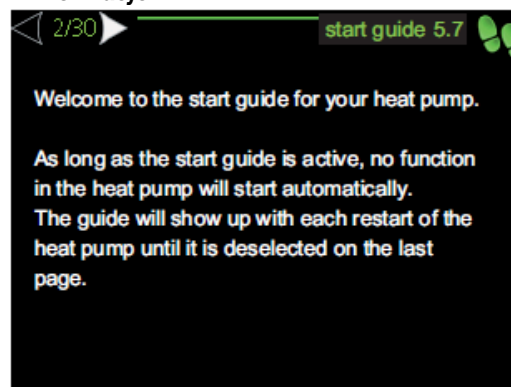 2/30
start guide 5.7
Welcome to the start guide for your heat pump.
As long as the start guide is active, no function
in the heat pump will start automatically.
The guide will show up with each restart of the
heat pump until it is deselected on the last
page.